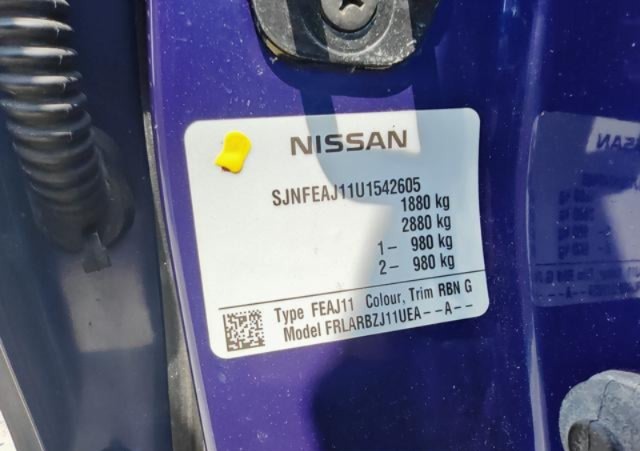 NISSAN
SJNFEAJ11U1542605
1880 kg
2880 kg
1- 980 kg
2- 980 kg
Type FEAJ11 Colour, Trim RBN G
Model FRLARBZJ11UEA--A--